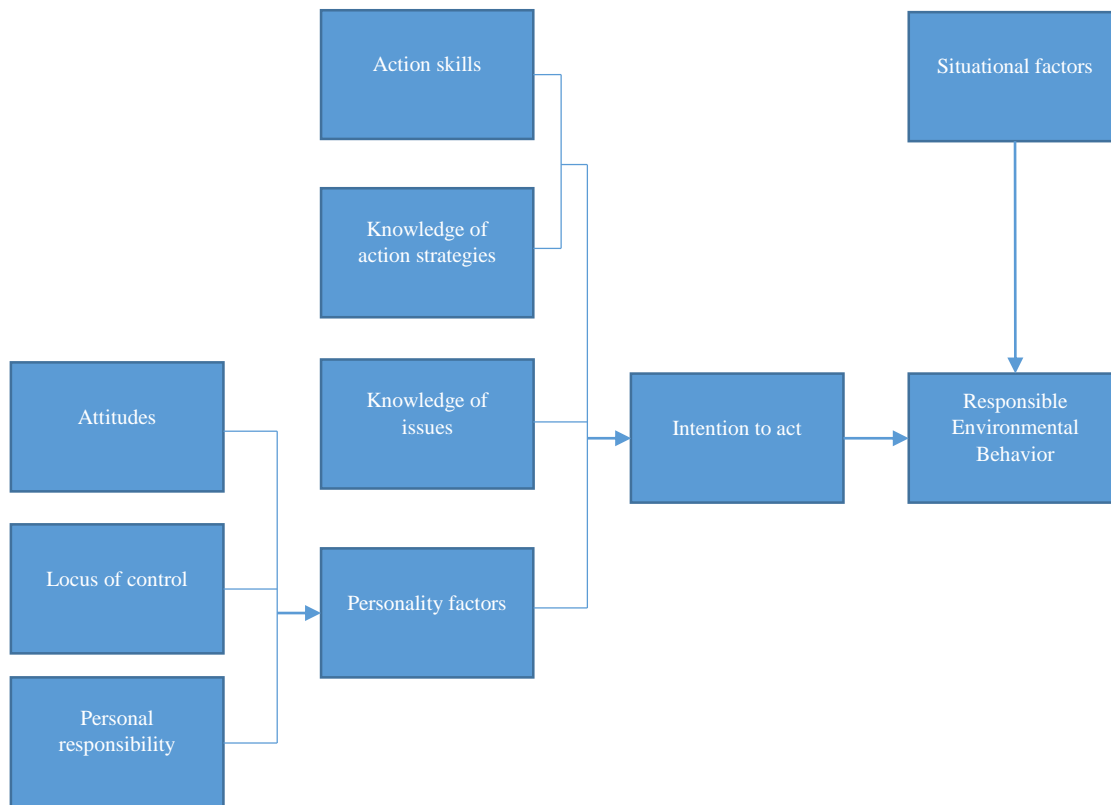 Action skills
Situational factors
Knowledge of
action strategies
Attitudes
Knowledge of
issues
Intention to act
Responsible
Environmental
Behavior
Locus of control
Personality factors
Personal
responsibility